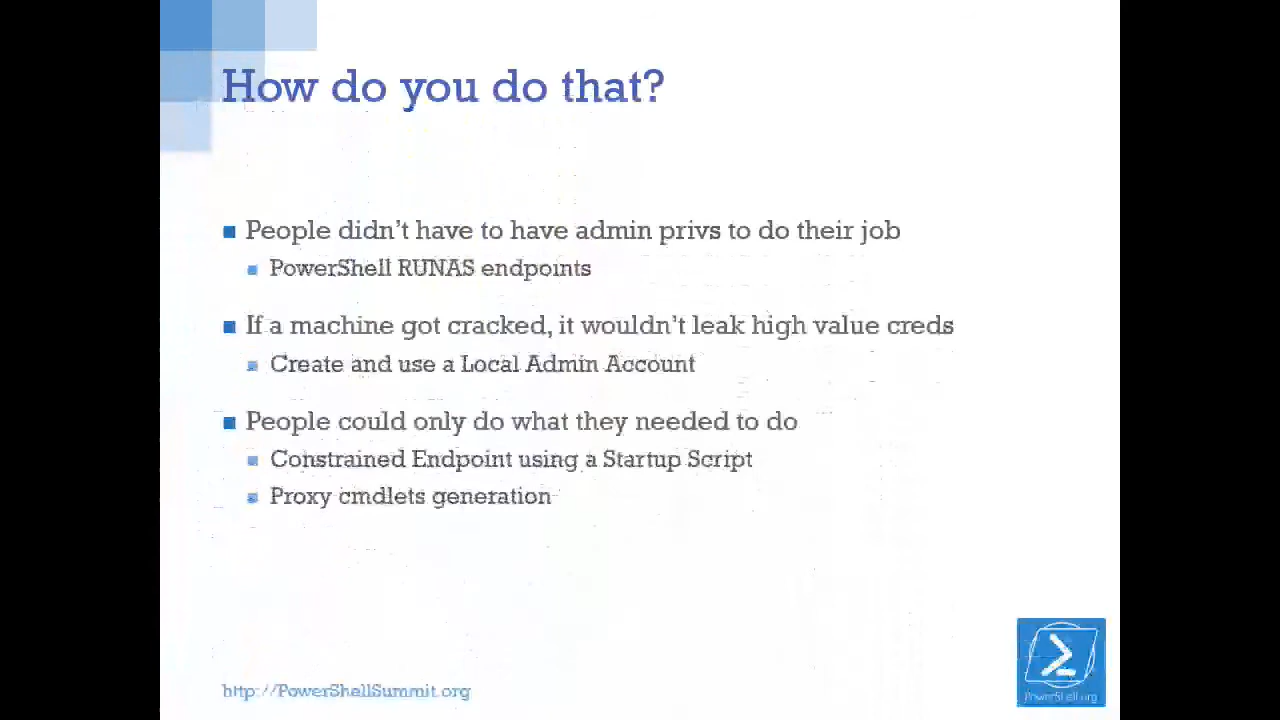 How do you do that?
People didn't have to have admin privs to do their job
PowerShell RUNAS endpoints
If a machine got cracked, it wouldn't leak high value creds
Create and use a Local Admin Account
People could only do what they needed to do
Constrained Endpoint using a Startup Script
Proxy cmdlets generation
http://PowerShellSummit.org
PowerShell.org